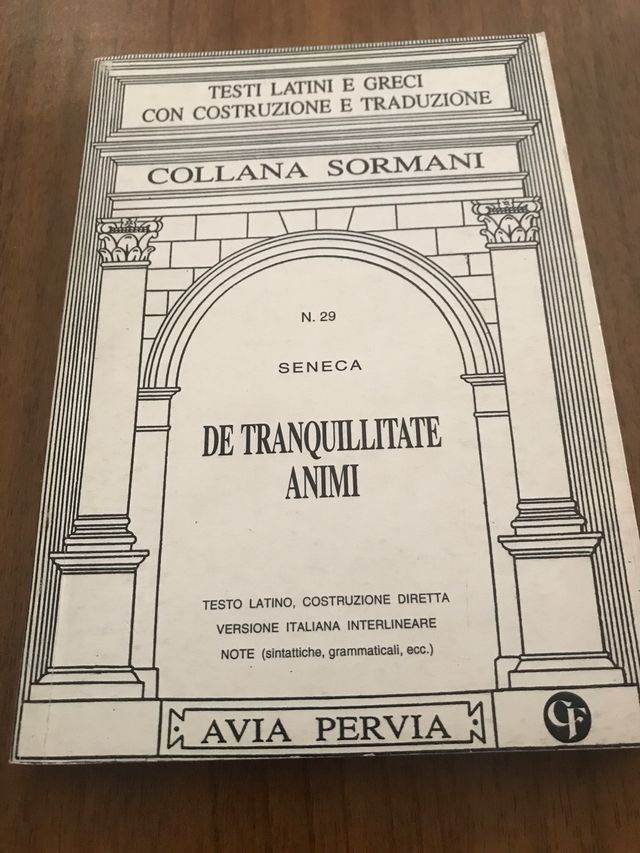 TESTI LATINI E GRECI
CON COSTRUZIONE E TRADUZIONE
COLLANA SORMANI
N. 29
SENECA
DE TRANQUILLITATE
ANIMI
TESTO LATINO, COSTRUZIONE DIRETTA
VERSIONE ITALIANA INTERLINEARE
NOTE (sintattiche, grammaticali, ecc.)
AVIA PERVIA
CF